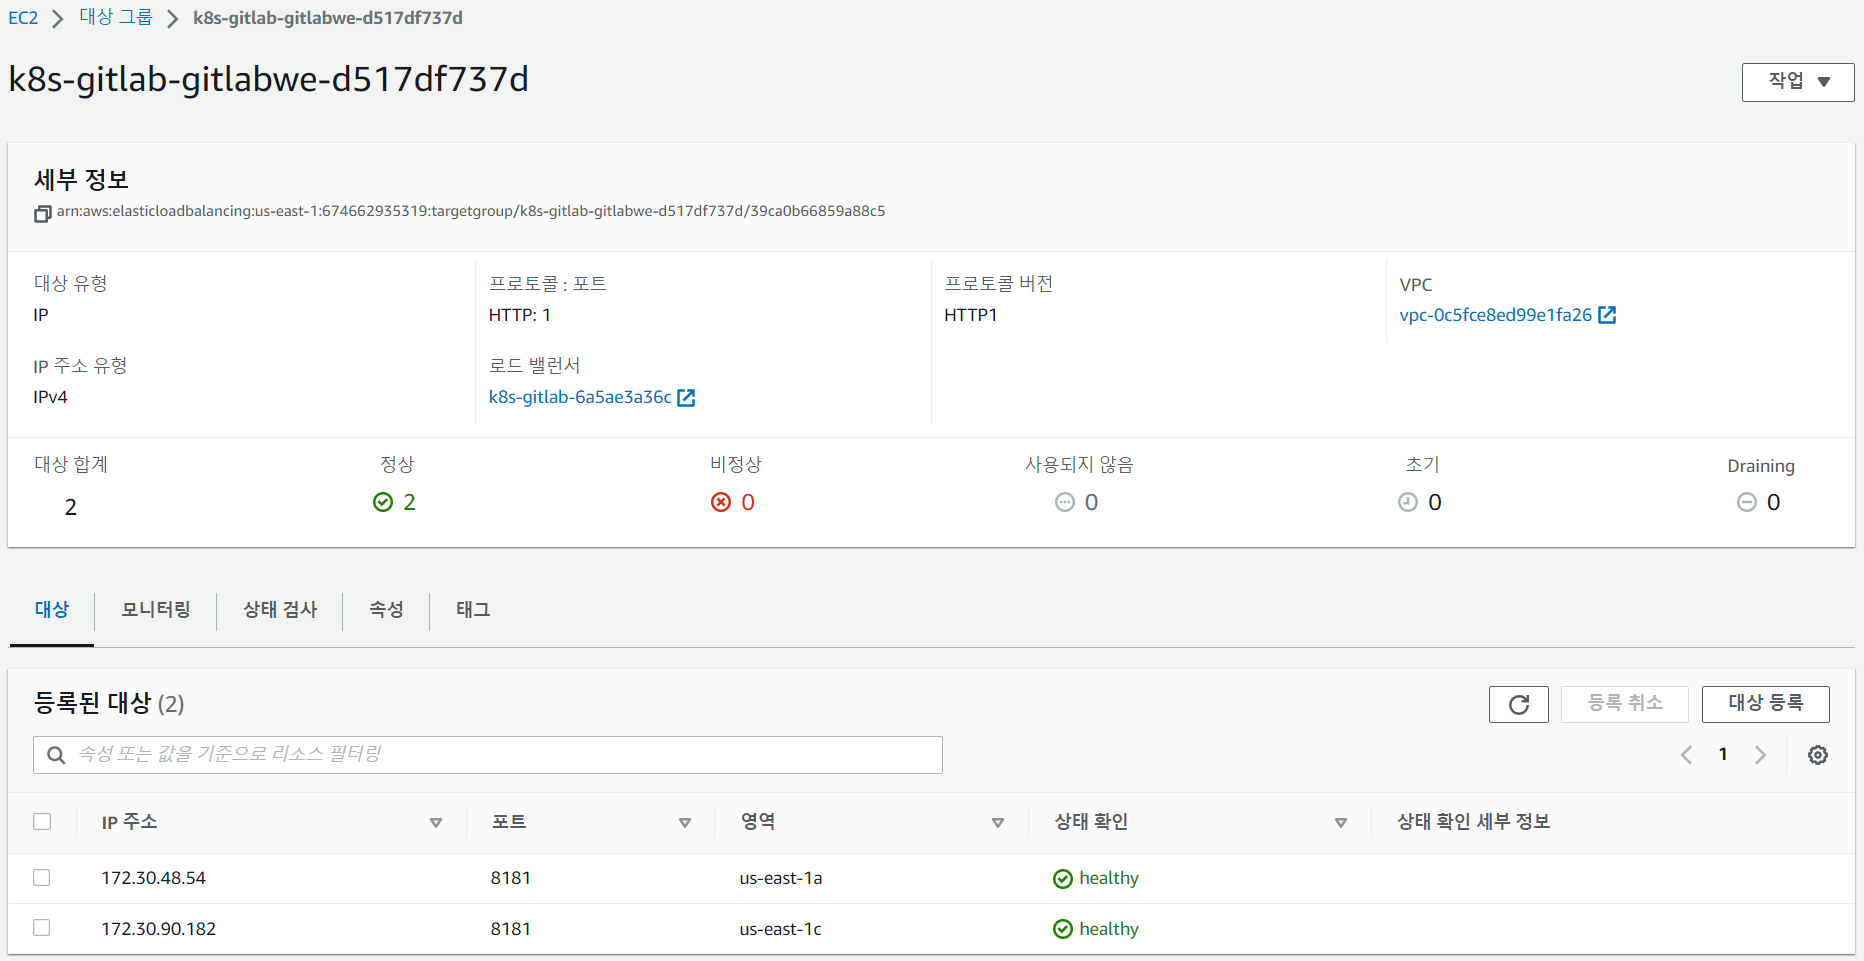 EC2 > 대상 그룹 > k8s-gitlab-gitlabwe-d517df737d
k8s-gitlab-gitlabwe-d517df737d
작업
세부 정보
arn:aws:elasticloadbalancing:us-east-1:674662935319:targetgroup/k8s-gitlab-gitlabwe-d517df737d/39ca0b66859a88c5
대상 유형
IP
프로토콜 : 포트
HTTP: 1
프로토콜 버전
HTTP1
VPC
vpc-0c5fce8ed99e1fa26
IP 주소 유형
IPv4
로드 밸런서
k8s-gitlab-6a5ae3a36c
대상 합계
2
정상
2
비정상
0
사용되지 않음
0
초기
0
Draining
0
대상 모니터링 상태 검사 속성 태그
등록된 대상 (2)
등록 취소 대상 등록
속성 또는 값을 기준으로 리소스 필터링
1
IP 주소 포트 영역 상태 확인 상태 확인 세부 정보
172.30.48.54 8181 us-east-1a healthy
172.30.90.182 8181 us-east-1c healthy